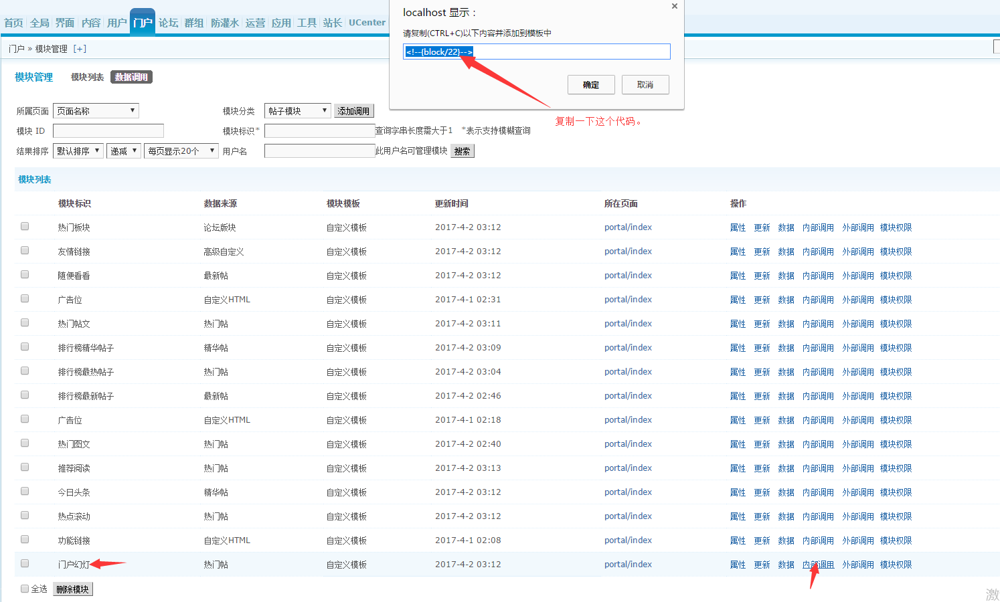 localhost 显示：
×
请复制(CTRL+C)以下内容并添加到模板中
<!--{block/22}-->
确定 取消
复制一下这个代码。
首页 全局 界面 内容 用户 门户 论坛 群组 防灌水 运营 应用 工具 站长 UCenter
门户 » 模块管理 [+]
模块管理 模块列表 数据调用
所属页面 页面名称 模块分类 帖子模块 添加调用
模块 ID 模块标识* 查询字串长度需大于1 *表示支持模糊查询
结果排序 默认排序 递减 每页显示20个 用户名 此用户名可管理模块 搜索
模块列表
模块标识 数据来源 模块模板 更新时间 所在页面 操作
热门板块 论坛版块 自定义模板 2017-4-2 03:12 portal/index 属性 更新 数据 内部调用 外部调用 模块权限
友情链接 高级自定义 自定义模板 2017-4-2 03:12 portal/index 属性 更新 数据 内部调用 外部调用 模块权限
随便看看 最新帖 自定义模板 2017-4-2 03:12 portal/index 属性 更新 数据 内部调用 外部调用 模块权限
广告位 自定义HTML 自定义模板 2017-4-1 02:31 portal/index 属性 更新 数据 内部调用 外部调用 模块权限
热门帖文 热门帖 自定义模板 2017-4-2 03:11 portal/index 属性 更新 数据 内部调用 外部调用 模块权限
排行榜精华帖子 精华帖 自定义模板 2017-4-2 03:09 portal/index 属性 更新 数据 内部调用 外部调用 模块权限
排行榜最热帖子 热门帖 自定义模板 2017-4-2 03:04 portal/index 属性 更新 数据 内部调用 外部调用 模块权限
排行榜最新帖子 最新帖 自定义模板 2017-4-2 02:46 portal/index 属性 更新 数据 内部调用 外部调用 模块权限
广告位 自定义HTML 自定义模板 2017-4-1 02:18 portal/index 属性 更新 数据 内部调用 外部调用 模块权限
热门图文 热门帖 自定义模板 2017-4-2 02:40 portal/index 属性 更新 数据 内部调用 外部调用 模块权限
推荐阅读 热门帖 自定义模板 2017-4-2 03:13 portal/index 属性 更新 数据 内部调用 外部调用 模块权限
今日头条 精华帖 自定义模板 2017-4-2 03:12 portal/index 属性 更新 数据 内部调用 外部调用 模块权限
热点滚动 热门帖 自定义模板 2017-4-2 03:12 portal/index 属性 更新 数据 内部调用 外部调用 模块权限
功能链接 自定义HTML 自定义模板 2017-4-1 02:08 portal/index 属性 更新 数据 内部调用 外部调用 模块权限
门户幻灯 热门帖 自定义模板 2017-4-2 03:12 portal/index 属性 更新 数据 内部调用 外部调用 模块权限
全选 删除模块
激